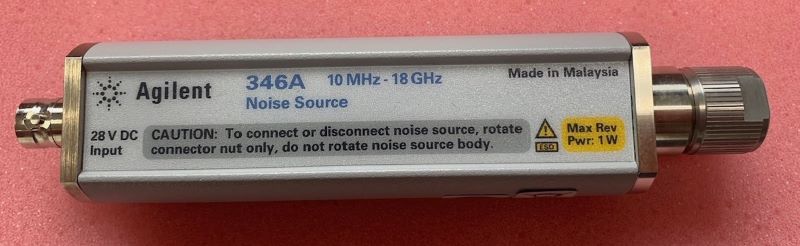 Agilent
346A 10 MHz - 18 GHz
Noise Source
Made in Malaysia
28 V DC
Input
CAUTION: To connect or disconnect noise source, rotate
connector nut only, do not rotate noise source body.
ESD
Max Rev
Pwr: 1 W